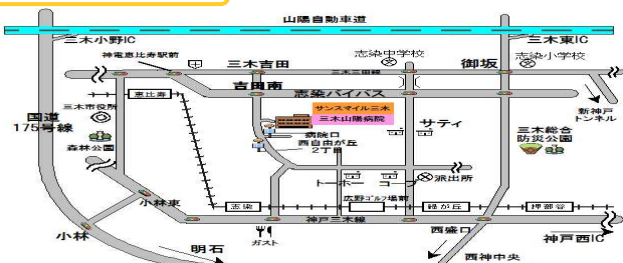 山陽自動車道
三木小野IC
三木東IC
神電恵比寿駅前
三木吉田
志染中学校
御坂
志染小学校
三木三田線
吉田南
志染バイパス
国道
175号線
三木市役所
恵比寿
サンスマイル三木
三木山陽病院
サティ
新神戸
トンネル
病院口
西自由が丘
2丁目
森林公園
三木総合
防災公園
トーホー
コープ
派出所
小林東
志染
広野ゴルフ場前
緑が丘
押部谷
神戸三木線
小林
ガスト
西盛口
神戸西IC
明石
西神中央